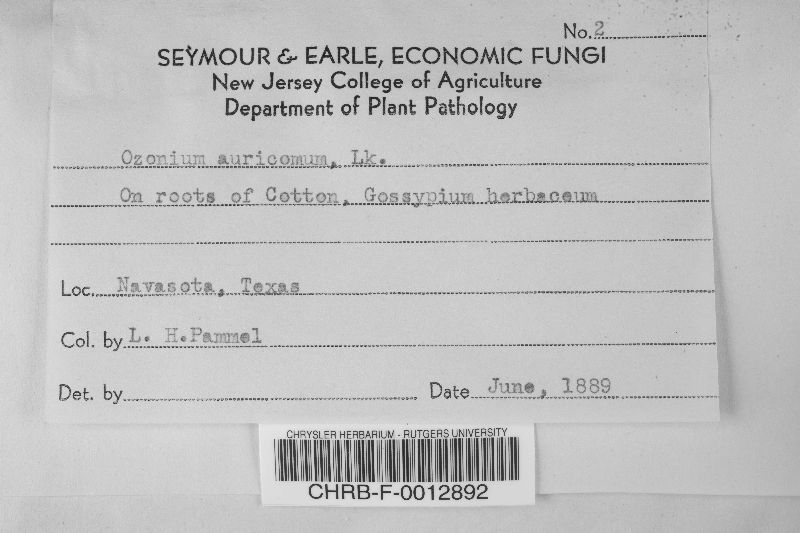 No. 2
SEYMOUR & EARLE, ECONOMIC FUNGI
New Jersey College of Agriculture
Department of Plant Pathology
Ozonium auricomum, Lk.
On roots of Cotton, Gossypium herbaceum
Loc. Navasota, Texas
Col. by L. H.Pammel
Det. by
Date June, 1889
CHRYSLER HERBARIUM - RUTGERS UNIVERSITY
CHRB-F-0012892